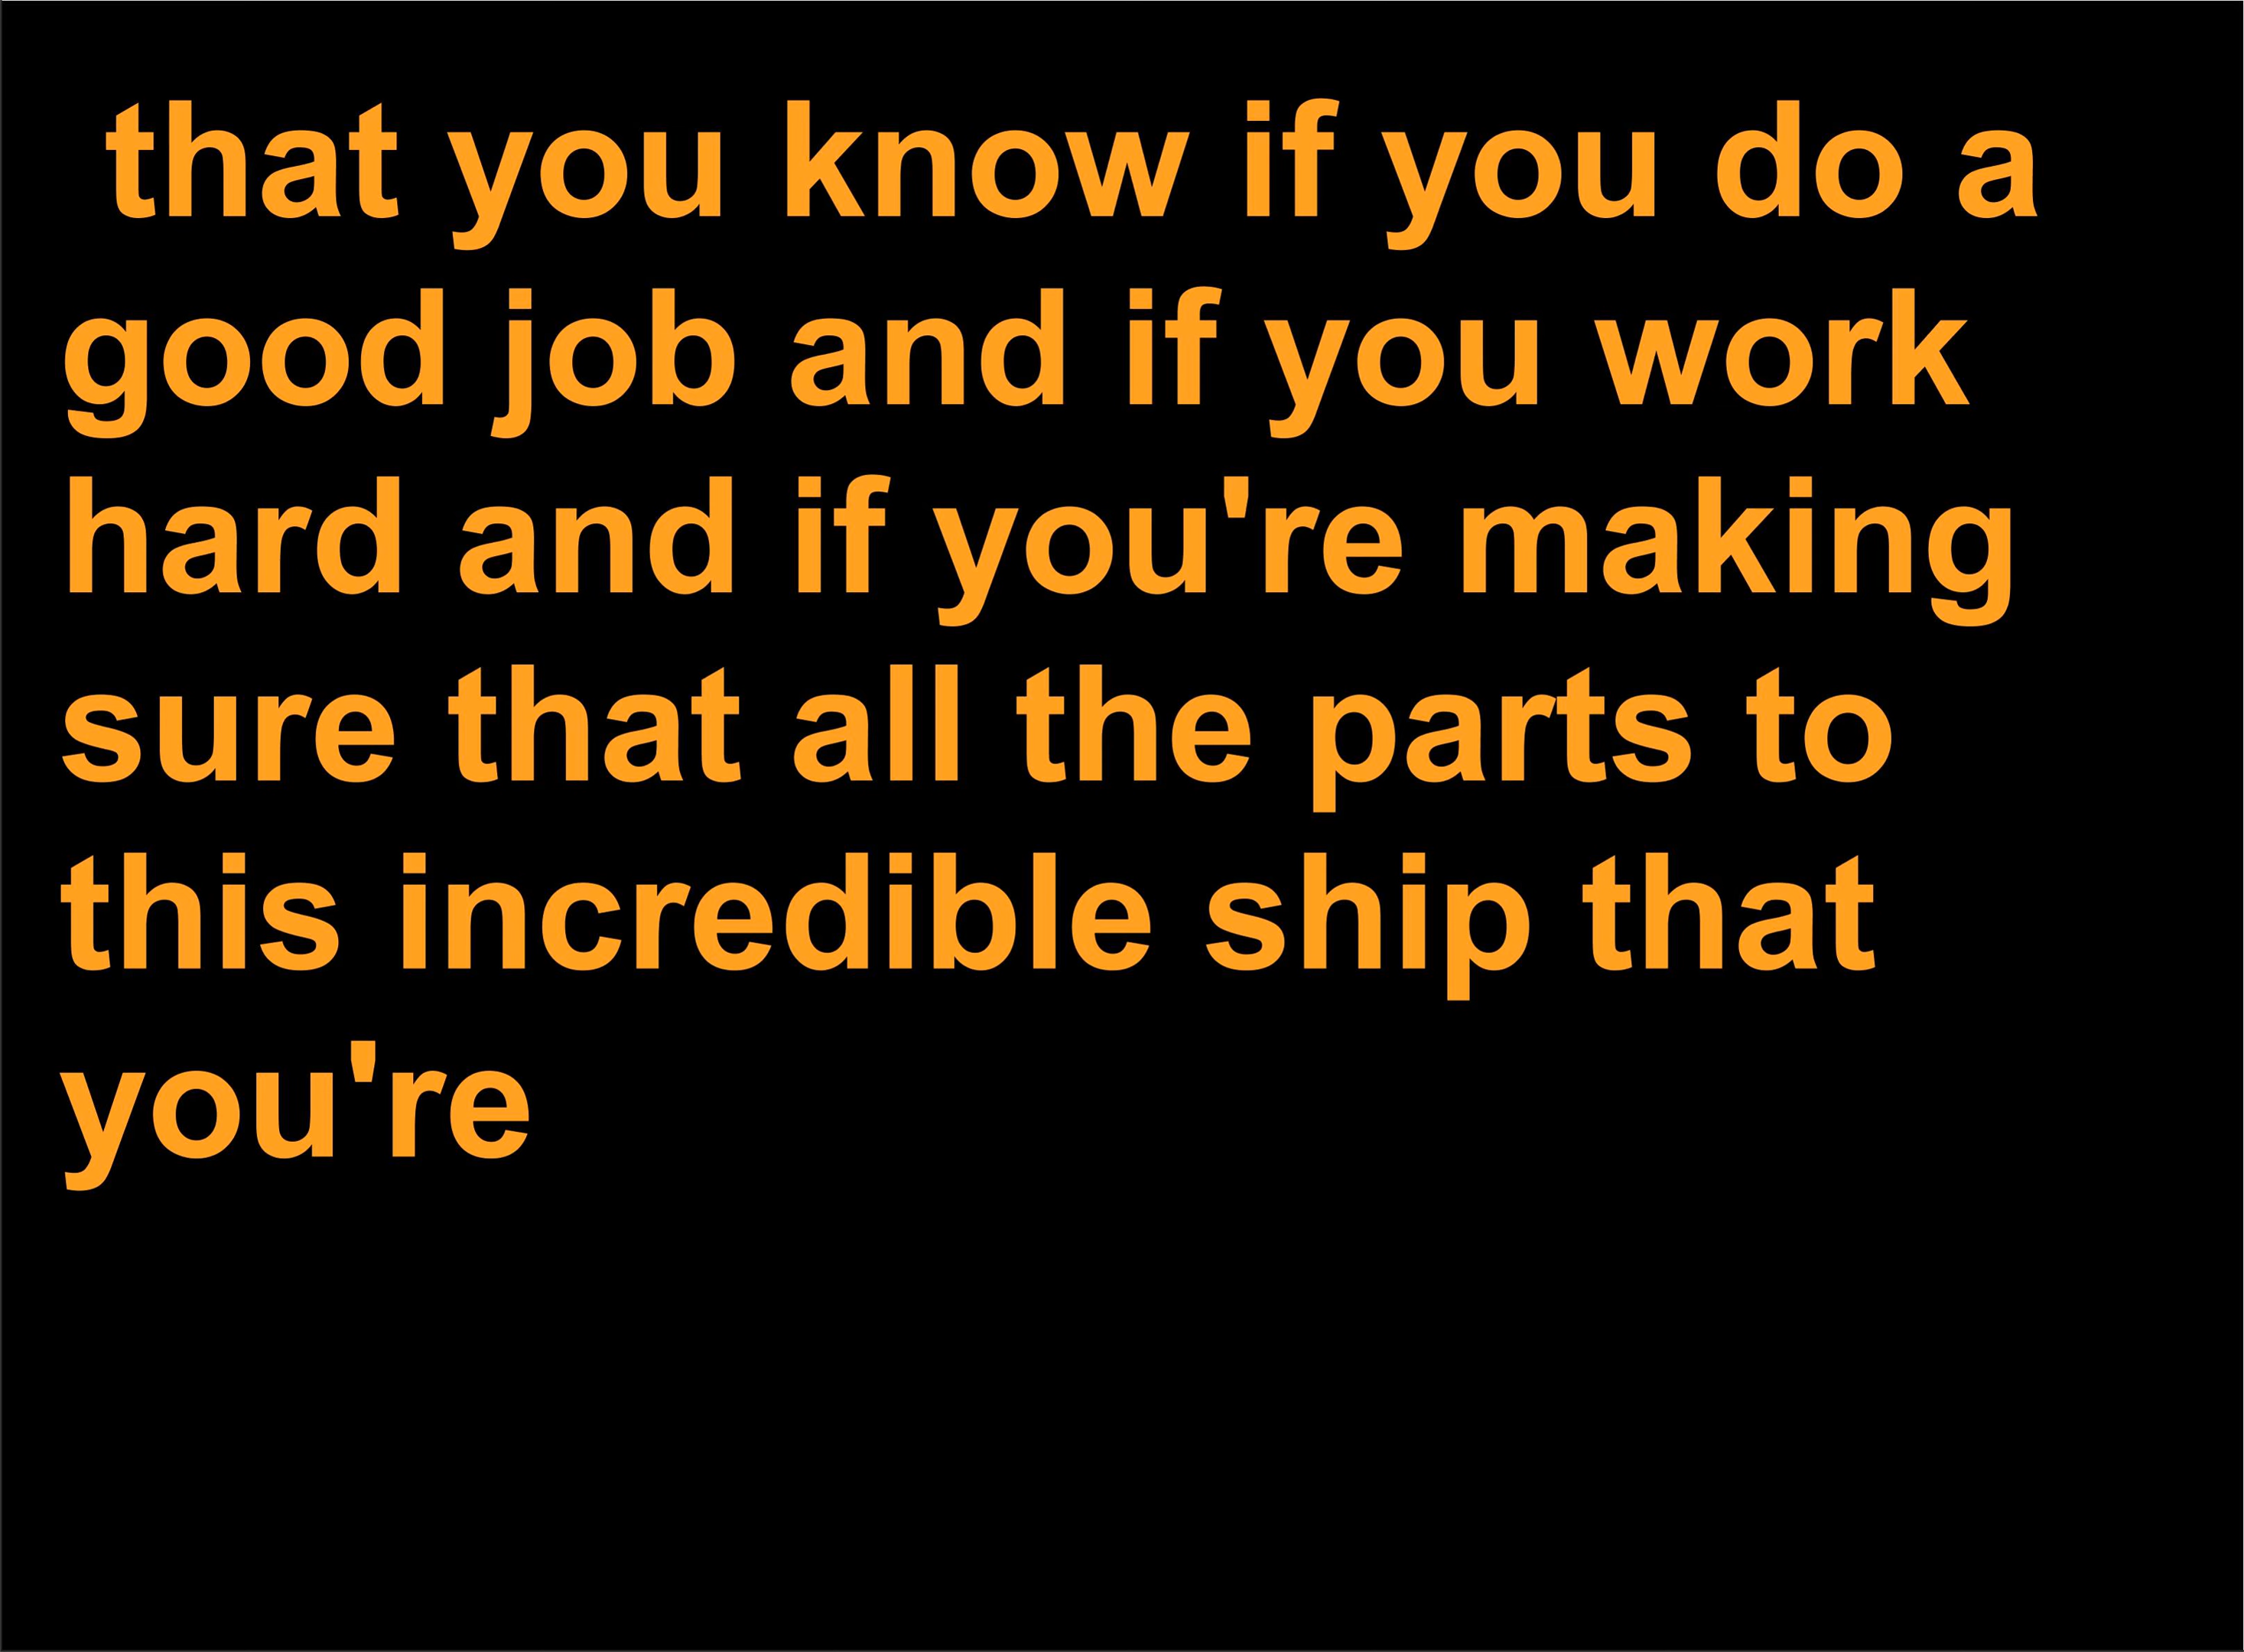 that you know if you do a
good job and if you work
hard and if you're making
sure that all the parts to
this incredible ship that
you're